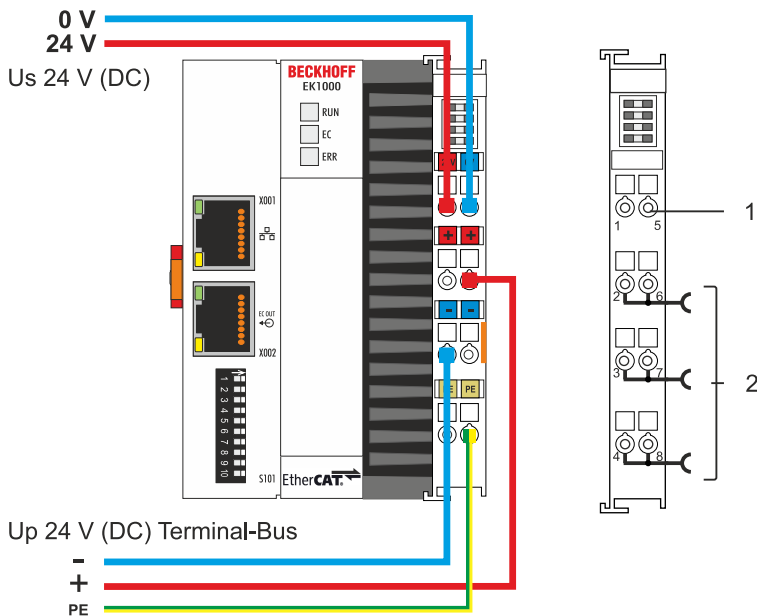 0 V
24 V
Us 24 V (DC)
BECKHOFF
EK1000
RUN
EC
ERR
X001
EC OUT
X002
1 2 3 4 5 6 7 8 9 10
S101
EtherCAT.
+ +
- -
PE
Up 24 V (DC) Terminal-Bus
-
+
PE
1 5
2 6
3 7
4 8
1
2